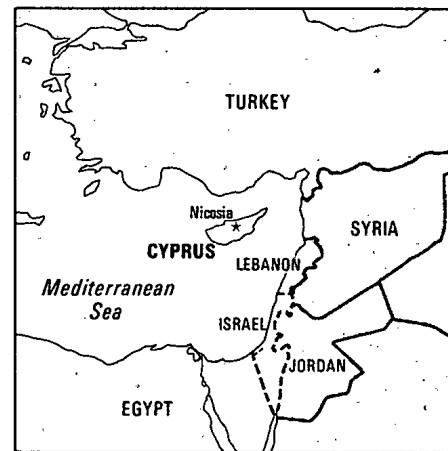 TURKEY
Nicosia
CYPRUS
SYRIA
LEBANON
Mediterranean
Sea
ISRAEL
JORDAN
EGYPT